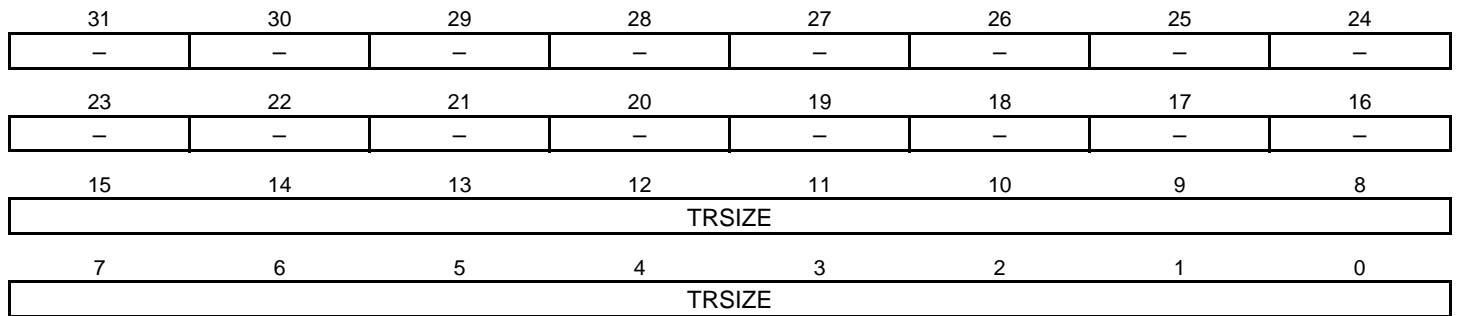 31 30 29 28 27 26 25 24
– – – – – – – –
23 22 21 20 19 18 17 16
– – – – – – – –
15 14 13 12 11 10 9 8
TRSIZE
7 6 5 4 3 2 1 0
TRSIZE